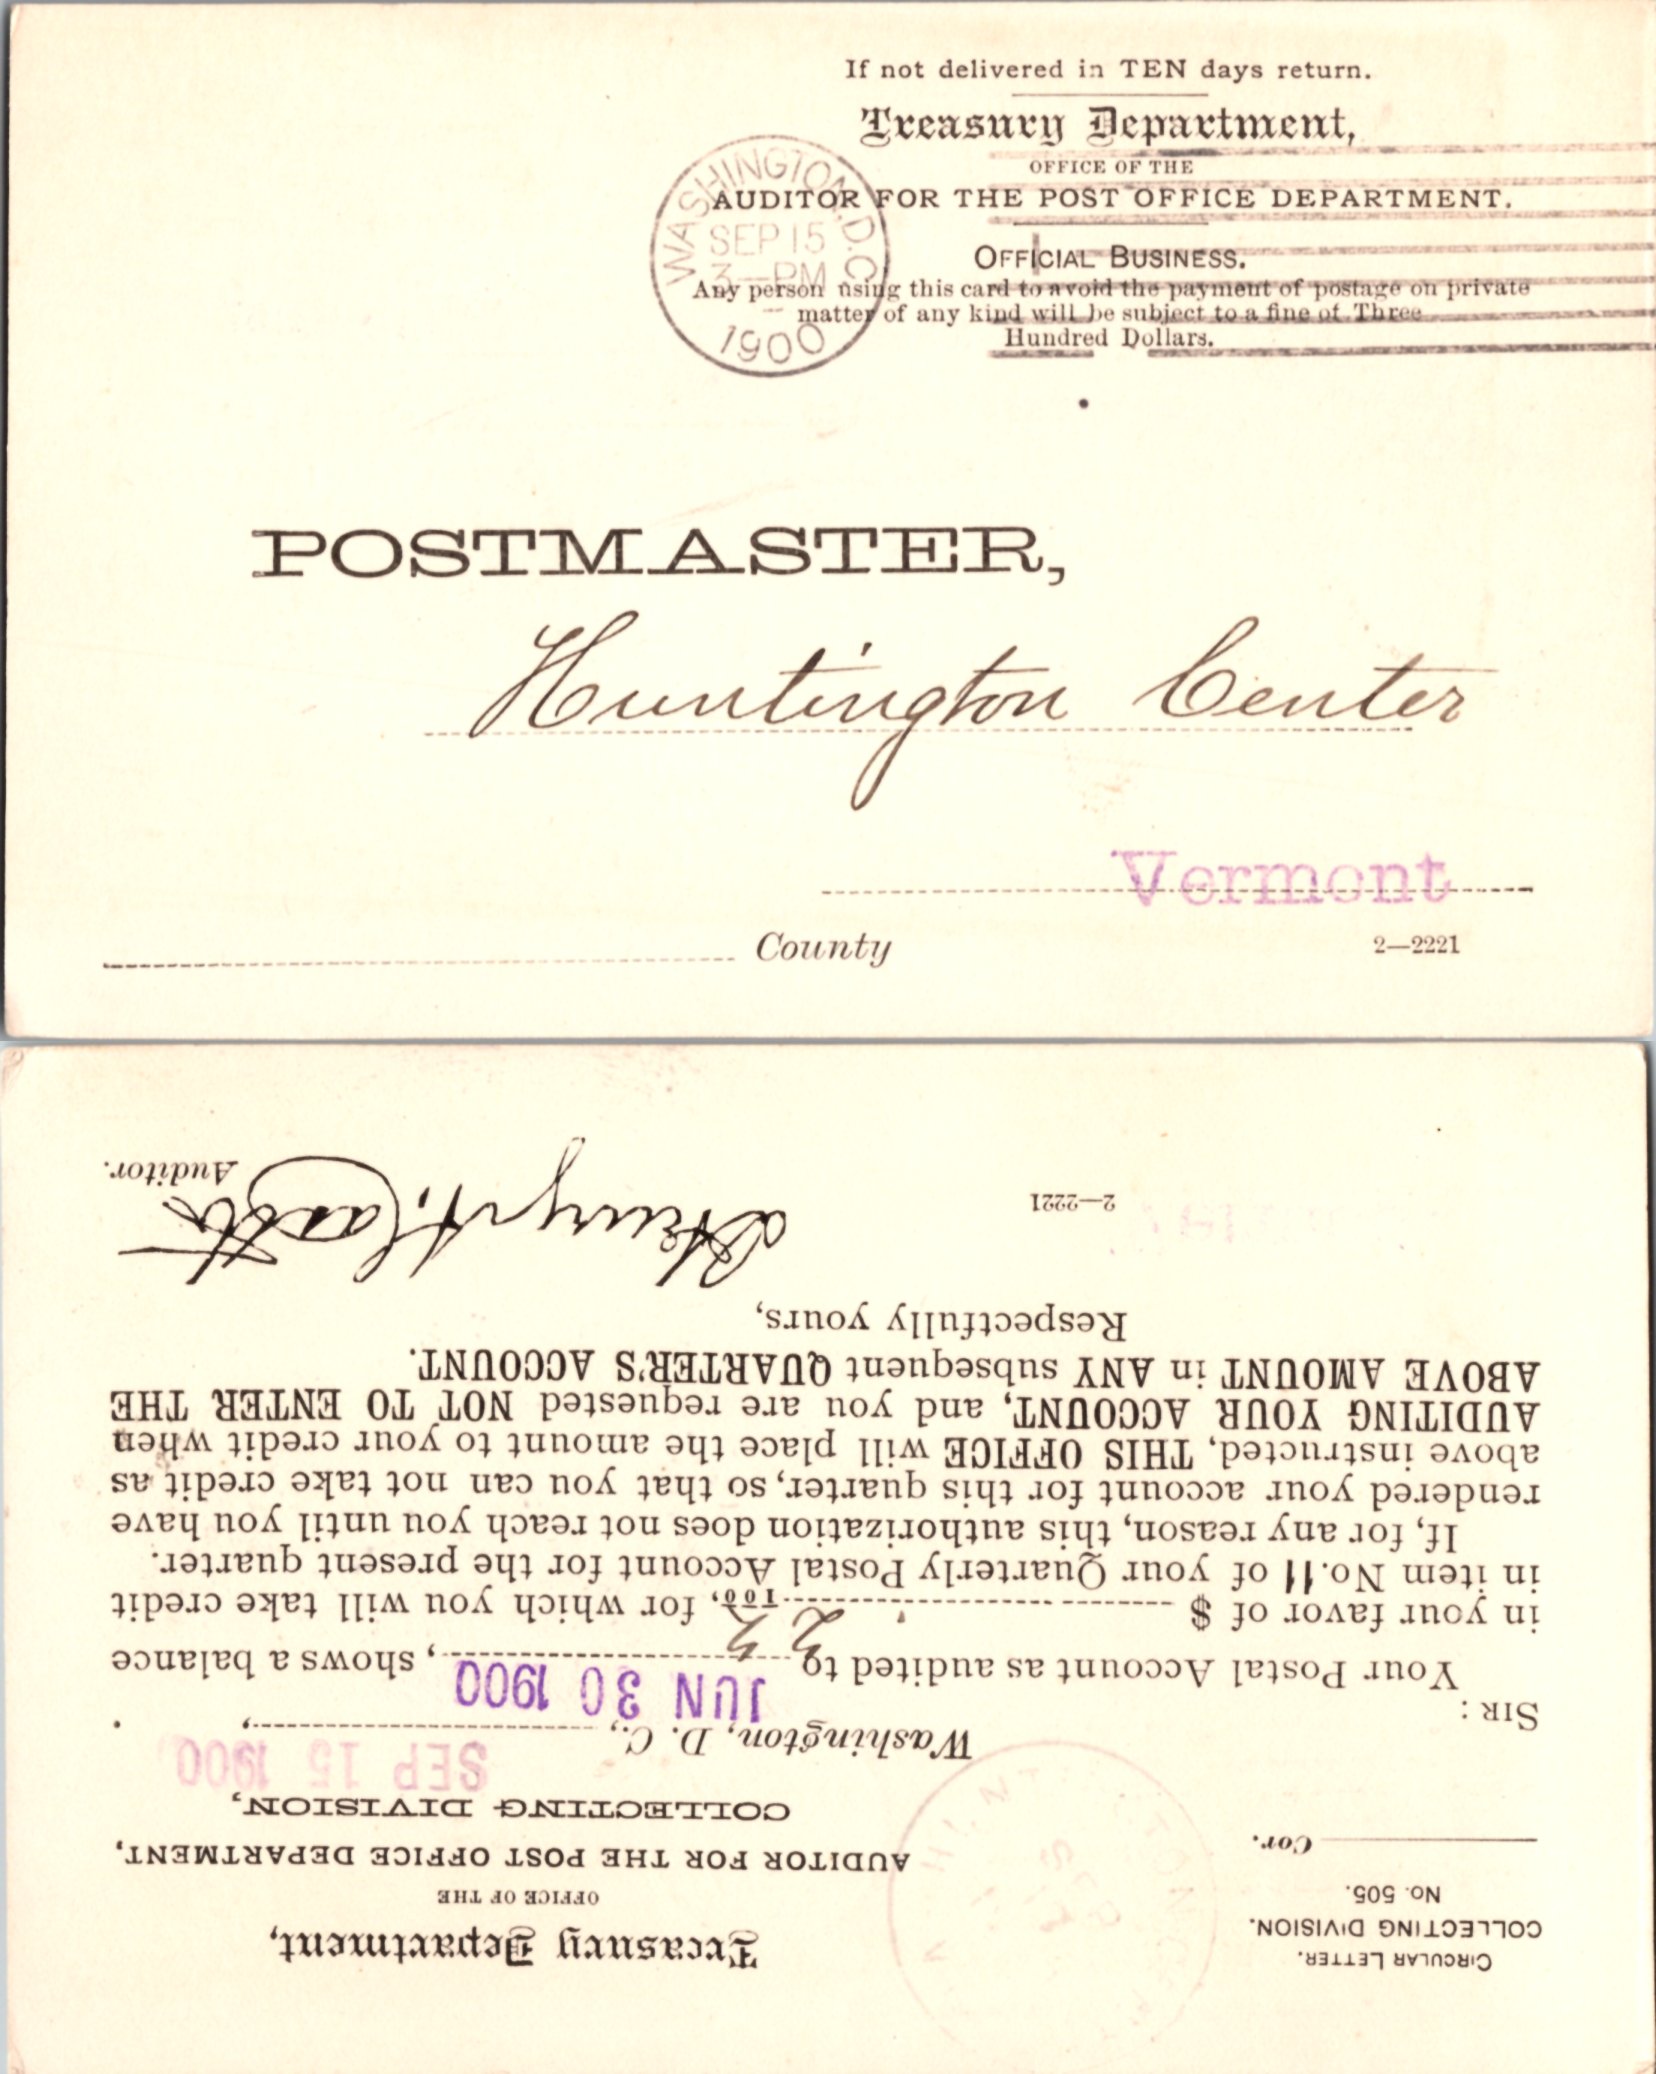 If not delivered in TEN days return.
Treasury Department,
OFFICE OF THE
AUDITOR FOR THE POST OFFICE DEPARTMENT.
OFFICIAL BUSINESS.
Any person using this card to avoid the payment of postage on private
matter of any kind will be subject to a fine of Three
Hundred Dollars.
WASHINGTON, D.C.
SEP 15
3—PM
1900
POSTMASTER,
Huntington Center
Vermont
County
2—2221
CIRCULAR LETTER.
COLLECTING DIVISION.
No. 505.
Cor.
Treasury Department,
OFFICE OF THE
AUDITOR FOR THE POST OFFICE DEPARTMENT,
COLLECTING DIVISION,
SEP 15 1900
Washington, D. C.,
SIR:
JUN 30 1900
Your Postal Account as audited to , shows a balance
in your favor of $ 100, for which you will take credit
in item No. 11 of your Quarterly Postal Account for the present quarter.
If, for any reason, this authorization does not reach you until you have
rendered your account for this quarter, so that you can not take credit as
above instructed, THIS OFFICE will place the amount to your credit when
AUDITING YOUR ACCOUNT, and you are requested NOT TO ENTER THE
ABOVE AMOUNT in ANY subsequent QUARTER'S ACCOUNT.
Respectfully yours,
Henry A. Castle
Auditor.
2—2221